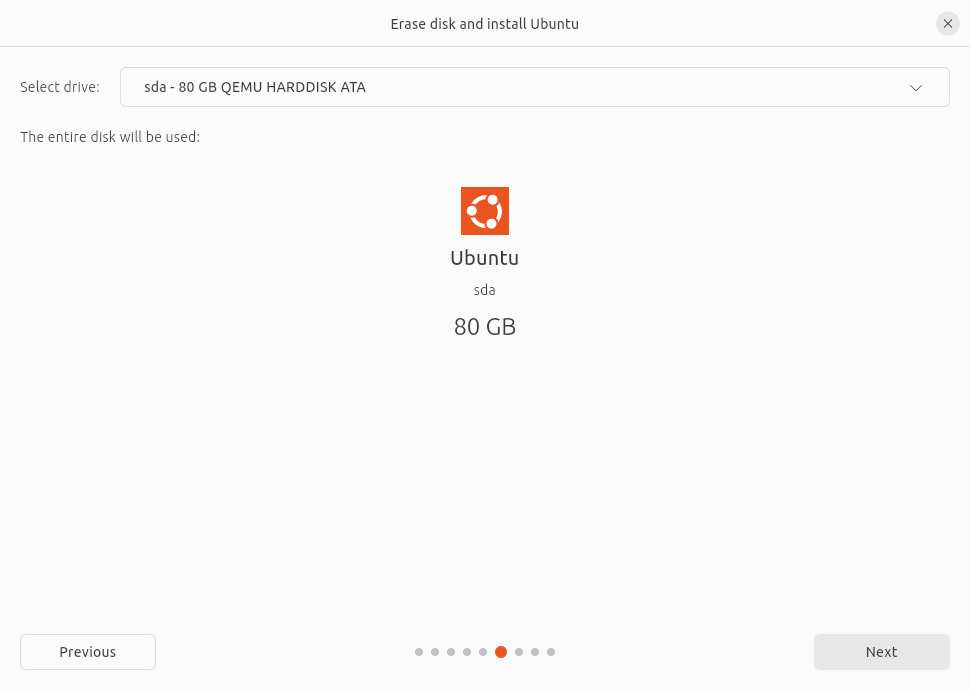 Erase disk and install Ubuntu
Select drive: sda - 80 GB QEMU HARDDISK ATA
The entire disk will be used:
Ubuntu
sda
80 GB
Previous Next